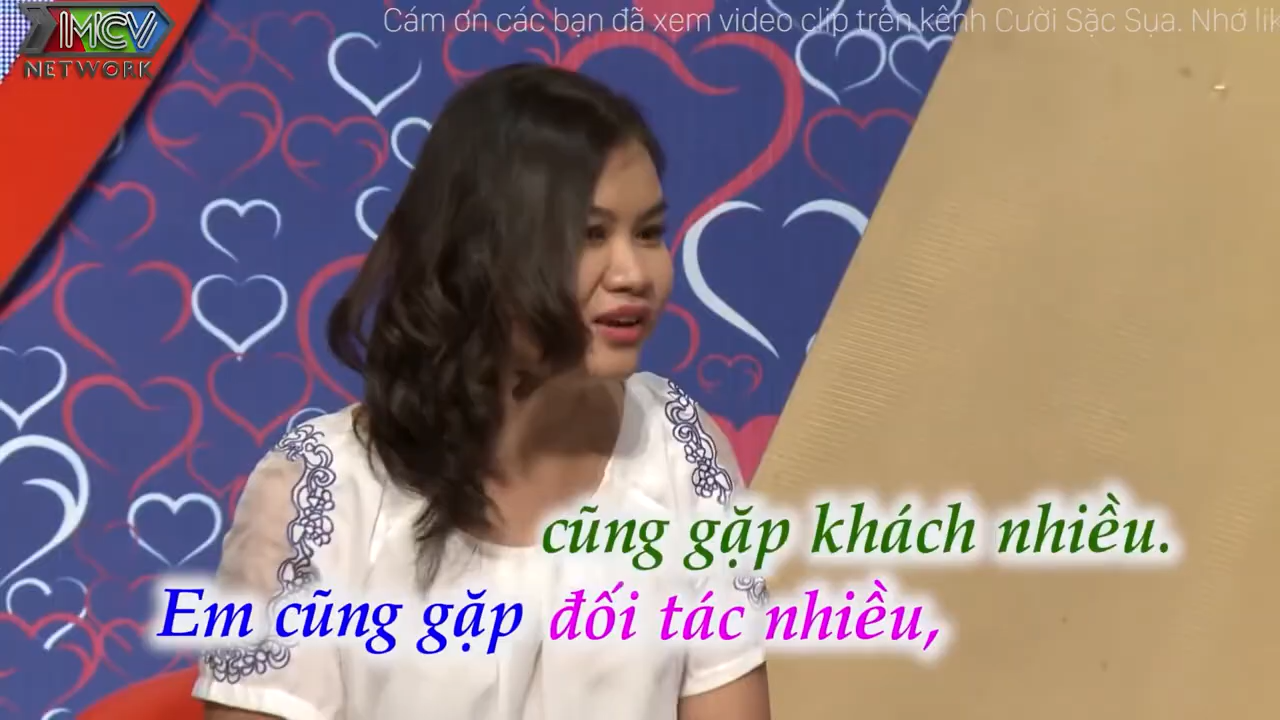 MCV
NETWORK
Cám ơn các bạn đã xem video clip trên kênh Cười Sặc Sụa. Nhớ lik
cũng gặp khách nhiều.
Em cũng gặp đối tác nhiều,